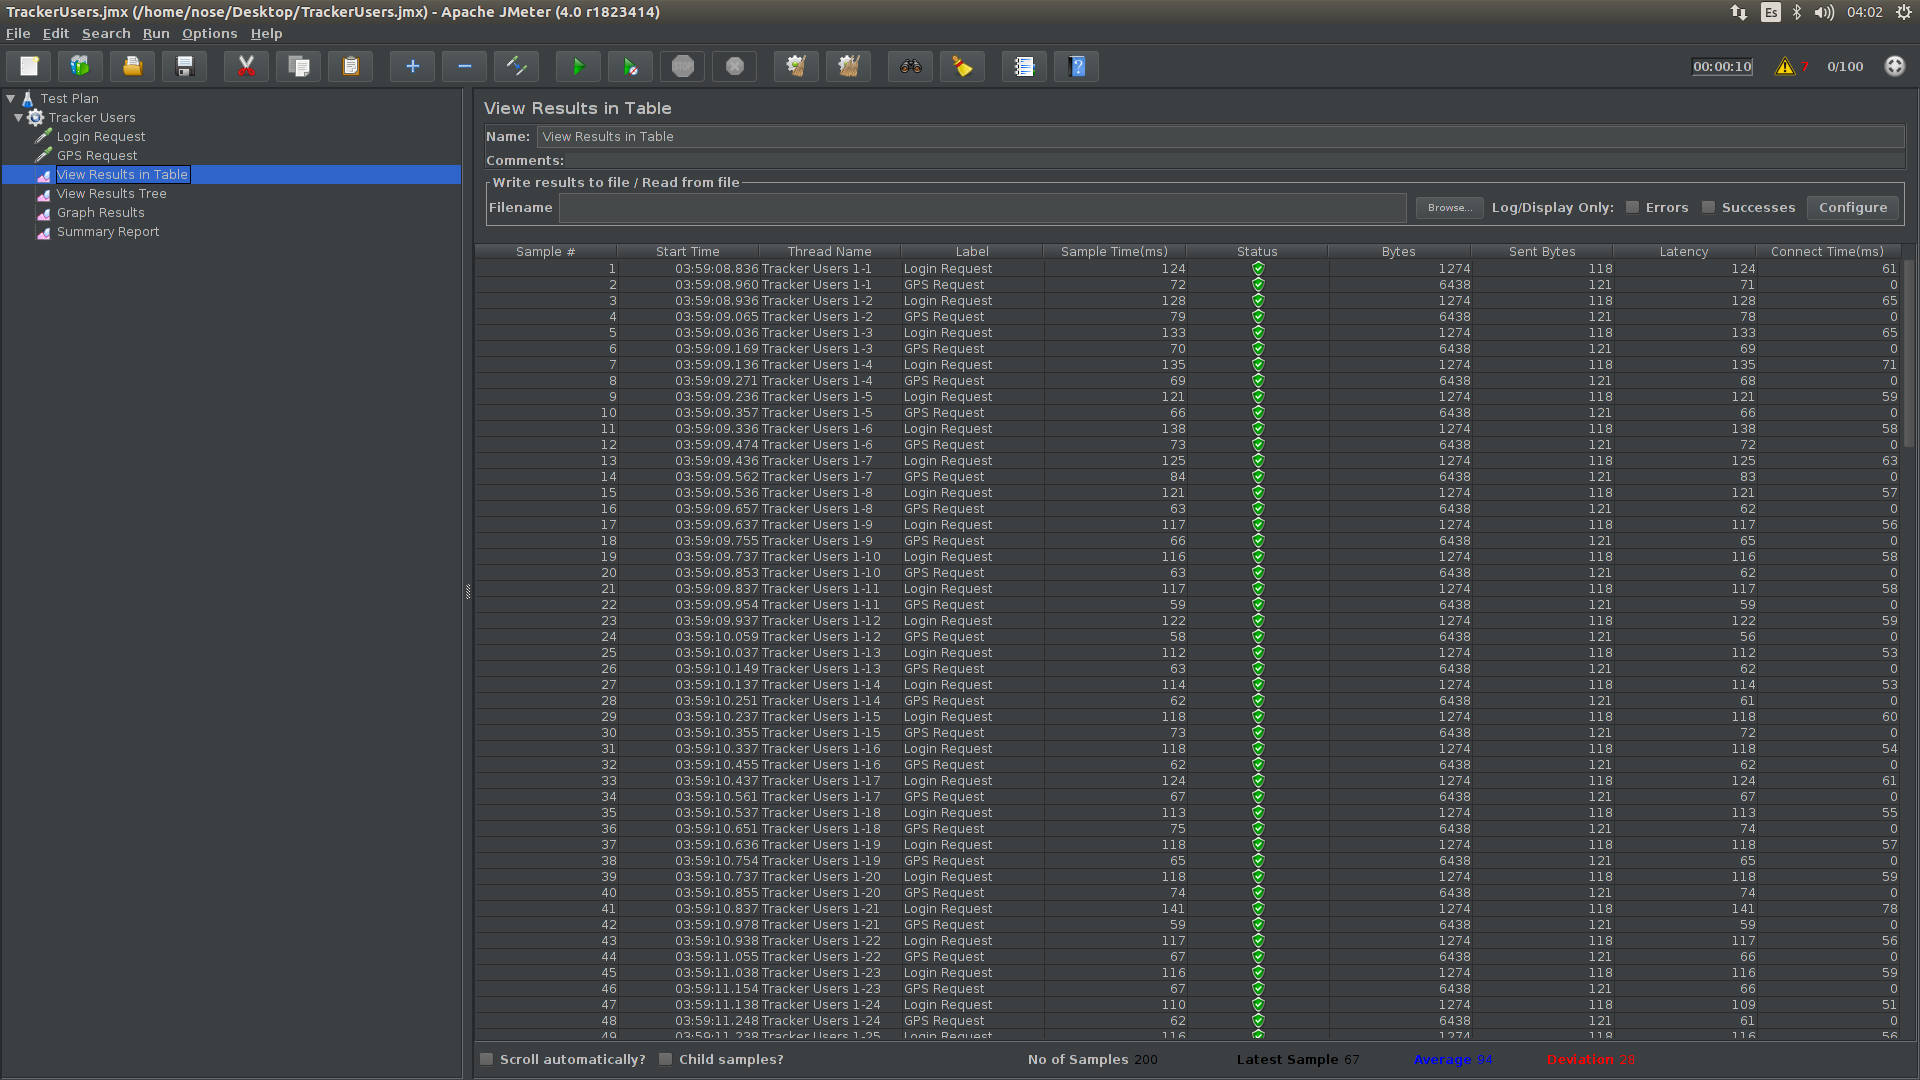 TrackerUsers.jmx (/home/nose/Desktop/TrackerUsers.jmx) - Apache JMeter (4.0 r1823414) Es 04:02
File Edit Search Run Options Help
STOP 00:00:10 7 0/100
Test Plan
Tracker Users
Login Request
GPS Request
View Results in Table
View Results Tree
Graph Results
Summary Report
View Results in Table
Name: View Results in Table
Comments:
Write results to file / Read from file
Filename Browse... Log/Display Only: Errors Successes Configure
Sample # Start Time Thread Name Label Sample Time(ms) Status Bytes Sent Bytes Latency Connect Time(ms)
1 03:59:08.836 Tracker Users 1-1 Login Request 124 1274 118 124 61
2 03:59:08.960 Tracker Users 1-1 GPS Request 72 6438 121 71 0
3 03:59:08.936 Tracker Users 1-2 Login Request 128 1274 118 128 65
4 03:59:09.065 Tracker Users 1-2 GPS Request 79 6438 121 78 0
5 03:59:09.036 Tracker Users 1-3 Login Request 133 1274 118 133 65
6 03:59:09.169 Tracker Users 1-3 GPS Request 70 6438 121 69 0
7 03:59:09.136 Tracker Users 1-4 Login Request 135 1274 118 135 71
8 03:59:09.271 Tracker Users 1-4 GPS Request 69 6438 121 68 0
9 03:59:09.236 Tracker Users 1-5 Login Request 121 1274 118 121 59
10 03:59:09.357 Tracker Users 1-5 GPS Request 66 6438 121 66 0
11 03:59:09.336 Tracker Users 1-6 Login Request 138 1274 118 138 58
12 03:59:09.474 Tracker Users 1-6 GPS Request 73 6438 121 72 0
13 03:59:09.436 Tracker Users 1-7 Login Request 125 1274 118 125 63
14 03:59:09.562 Tracker Users 1-7 GPS Request 84 6438 121 83 0
15 03:59:09.536 Tracker Users 1-8 Login Request 121 1274 118 121 57
16 03:59:09.657 Tracker Users 1-8 GPS Request 63 6438 121 62 0
17 03:59:09.637 Tracker Users 1-9 Login Request 117 1274 118 117 56
18 03:59:09.755 Tracker Users 1-9 GPS Request 66 6438 121 65 0
19 03:59:09.737 Tracker Users 1-10 Login Request 116 1274 118 116 58
20 03:59:09.853 Tracker Users 1-10 GPS Request 63 6438 121 62 0
21 03:59:09.837 Tracker Users 1-11 Login Request 117 1274 118 117 58
22 03:59:09.954 Tracker Users 1-11 GPS Request 59 6438 121 59 0
23 03:59:09.937 Tracker Users 1-12 Login Request 122 1274 118 122 59
24 03:59:10.059 Tracker Users 1-12 GPS Request 58 6438 121 56 0
25 03:59:10.037 Tracker Users 1-13 Login Request 112 1274 118 112 53
26 03:59:10.149 Tracker Users 1-13 GPS Request 63 6438 121 62 0
27 03:59:10.137 Tracker Users 1-14 Login Request 114 1274 118 114 53
28 03:59:10.251 Tracker Users 1-14 GPS Request 62 6438 121 61 0
29 03:59:10.237 Tracker Users 1-15 Login Request 118 1274 118 118 60
30 03:59:10.355 Tracker Users 1-15 GPS Request 73 6438 121 72 0
31 03:59:10.337 Tracker Users 1-16 Login Request 118 1274 118 118 54
32 03:59:10.455 Tracker Users 1-16 GPS Request 62 6438 121 62 0
33 03:59:10.437 Tracker Users 1-17 Login Request 124 1274 118 124 61
34 03:59:10.561 Tracker Users 1-17 GPS Request 67 6438 121 67 0
35 03:59:10.537 Tracker Users 1-18 Login Request 113 1274 118 113 55
36 03:59:10.651 Tracker Users 1-18 GPS Request 75 6438 121 74 0
37 03:59:10.636 Tracker Users 1-19 Login Request 118 1274 118 118 57
38 03:59:10.754 Tracker Users 1-19 GPS Request 65 6438 121 65 0
39 03:59:10.737 Tracker Users 1-20 Login Request 118 1274 118 118 59
40 03:59:10.855 Tracker Users 1-20 GPS Request 74 6438 121 74 0
41 03:59:10.837 Tracker Users 1-21 Login Request 141 1274 118 141 78
42 03:59:10.978 Tracker Users 1-21 GPS Request 59 6438 121 59 0
43 03:59:10.938 Tracker Users 1-22 Login Request 117 1274 118 117 56
44 03:59:11.055 Tracker Users 1-22 GPS Request 67 6438 121 66 0
45 03:59:11.038 Tracker Users 1-23 Login Request 116 1274 118 116 59
46 03:59:11.154 Tracker Users 1-23 GPS Request 67 6438 121 66 0
47 03:59:11.138 Tracker Users 1-24 Login Request 110 1274 118 109 51
48 03:59:11.248 Tracker Users 1-24 GPS Request 62 6438 121 61 0
49 03:59:11.238 Tracker Users 1-25 Login Request 116 1274 118 116 56
Scroll automatically? Child samples? No of Samples 200 Latest Sample 67 Average 94 Deviation 28